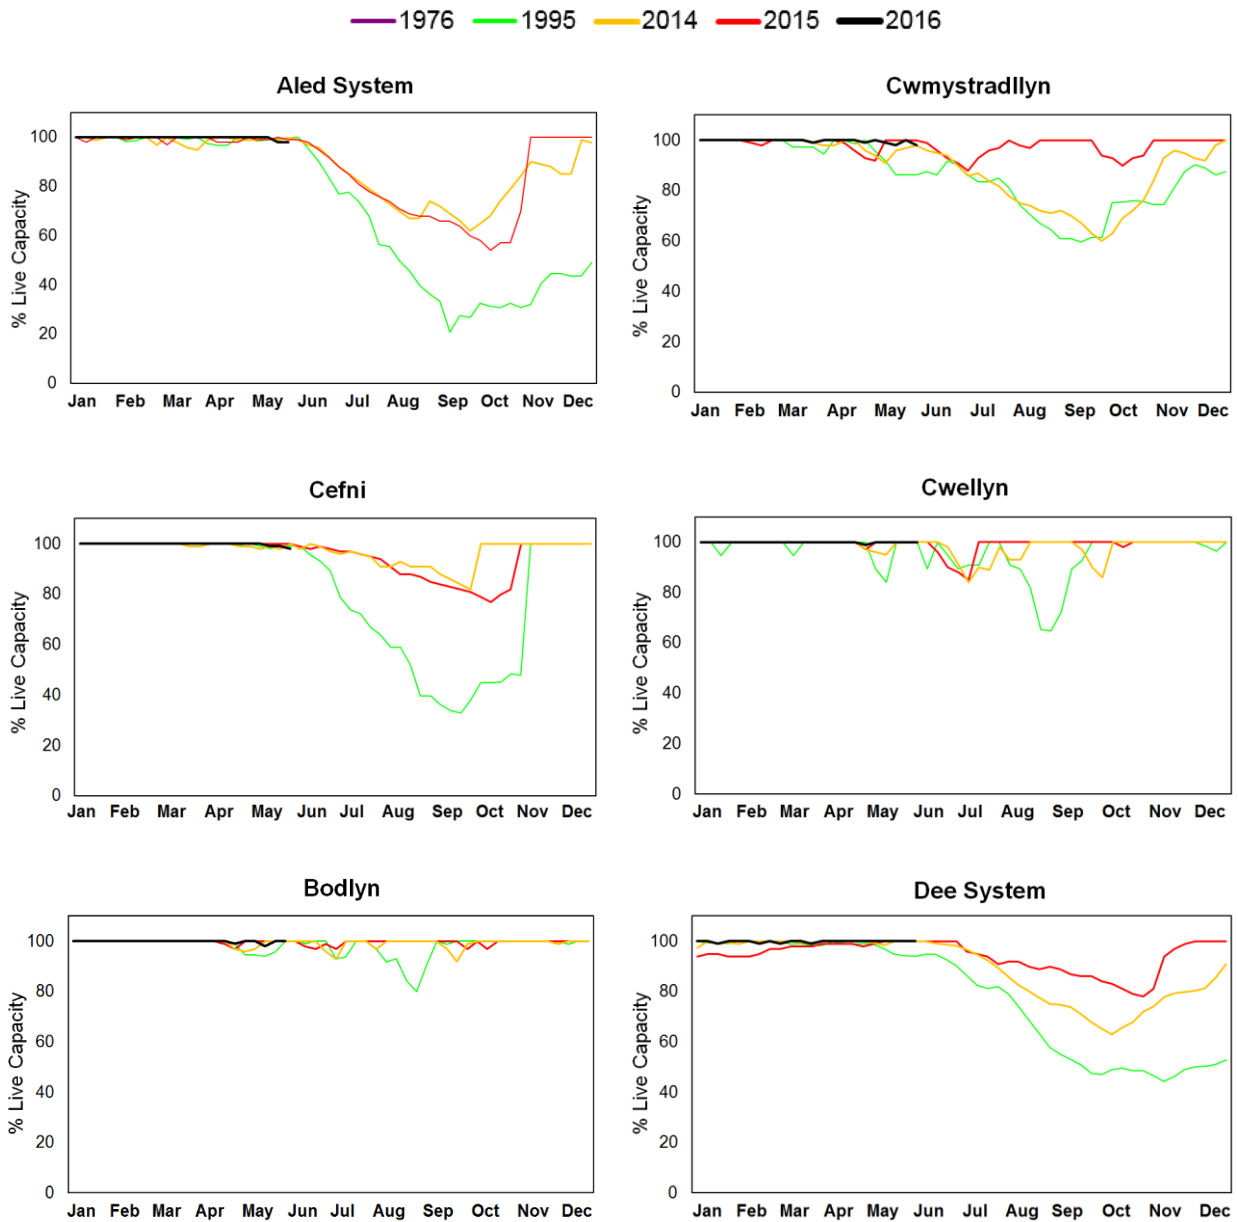 1976 1995 2014 2015 2016
Aled System
% Live Capacity
100
80
60
40
20
0
Jan Feb Mar Apr May Jun Jul Aug Sep Oct Nov Dec
Cwmystradllyn
% Live Capacity
100
80
60
40
20
0
Jan Feb Mar Apr May Jun Jul Aug Sep Oct Nov Dec
Cefni
% Live Capacity
100
80
60
40
20
0
Jan Feb Mar Apr May Jun Jul Aug Sep Oct Nov Dec
Cwellyn
% Live Capacity
100
80
60
40
20
0
Jan Feb Mar Apr May Jun Jul Aug Sep Oct Nov Dec
Bodlyn
% Live Capacity
100
80
60
40
20
0
Jan Feb Mar Apr May Jun Jul Aug Sep Oct Nov Dec
Dee System
% Live Capacity
100
80
60
40
20
0
Jan Feb Mar Apr May Jun Jul Aug Sep Oct Nov Dec